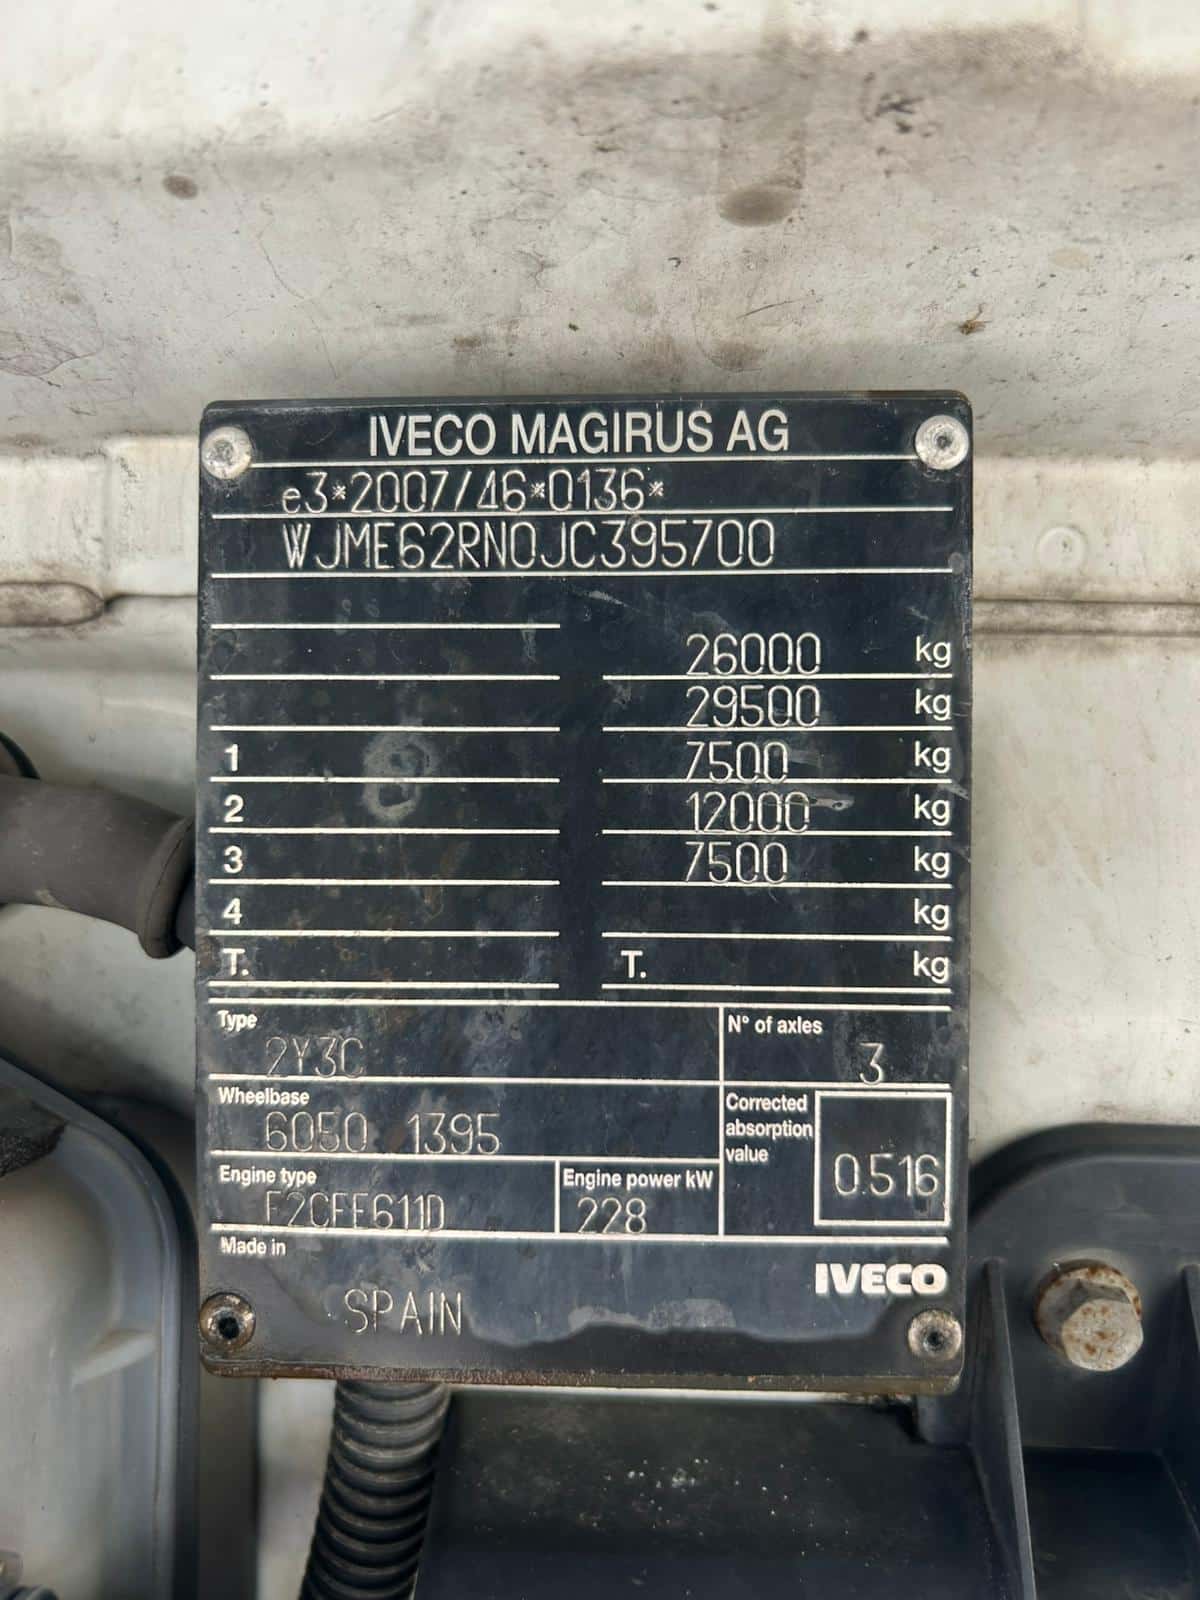 IVECO MAGIRUS AG
e3*2007/46*0136*
WJME62RN0JC395700
26000 kg
29500 kg
1 7500 kg
2 12000 kg
3 7500 kg
4 kg
T. T. kg
Type N° of axles
2Y3C 3
Wheelbase Corrected absorption value
6050 1395 0.516
Engine type Engine power kW
F2CFE611D 228
Made in
IVECO
SPAIN